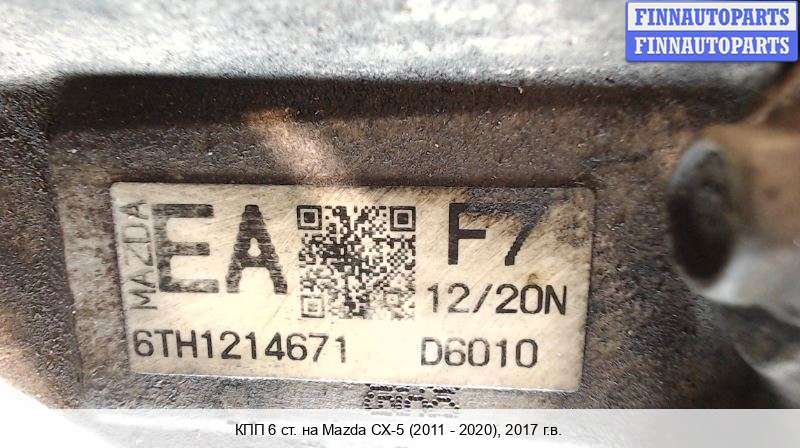 FINNAUTOPARTS
FINNAUTOPARTS
MAZDA
EA
F7
12/20N
6TH1214671 D6010
КПП 6 ст. на Mazda CX-5 (2011 - 2020), 2017 г.в.